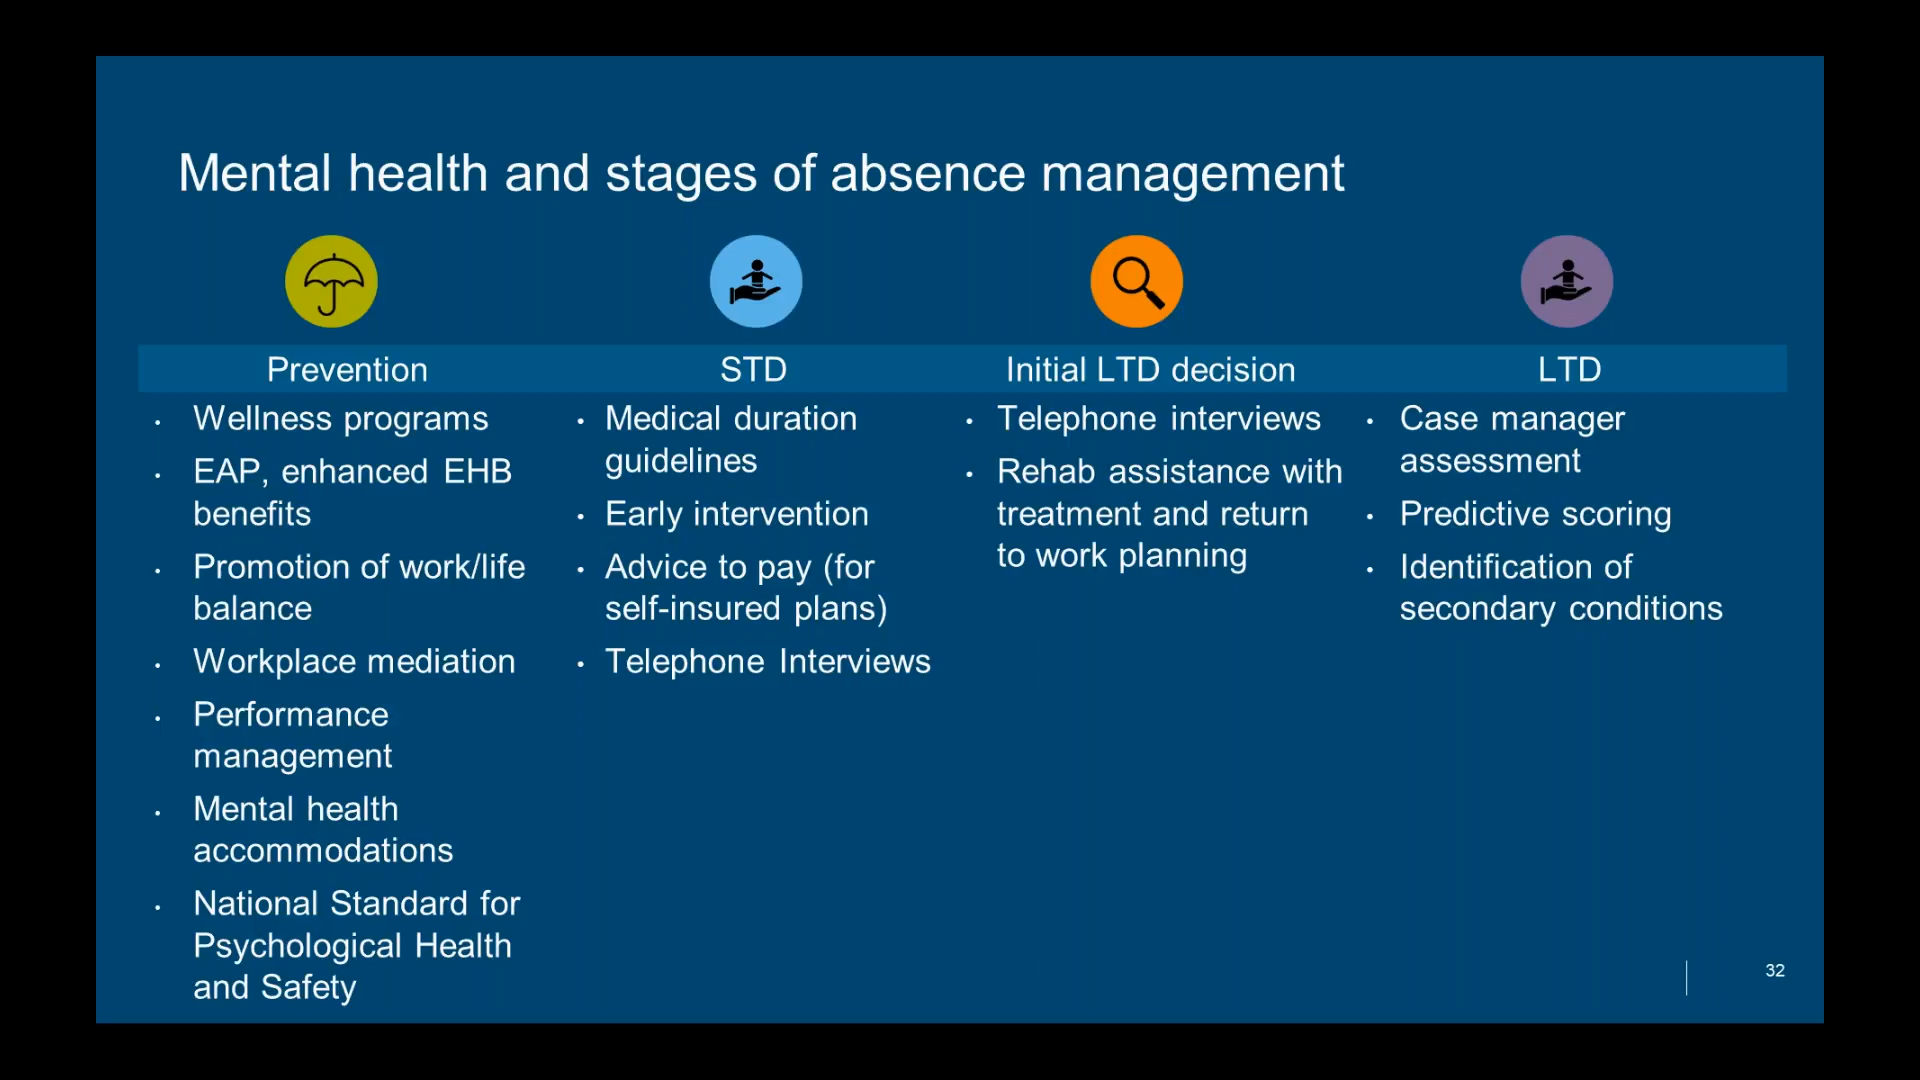 Mental health and stages of absence management
Prevention
• Wellness programs
• EAP, enhanced EHB
benefits
• Promotion of work/life
balance
• Workplace mediation
• Performance
management
• Mental health
accommodations
• National Standard for
Psychological Health
and Safety
STD
• Medical duration
guidelines
• Early intervention
• Advice to pay (for
self-insured plans)
• Telephone Interviews
Initial LTD decision
• Telephone interviews
• Rehab assistance with
treatment and return
to work planning
LTD
• Case manager
assessment
• Predictive scoring
• Identification of
secondary conditions
32